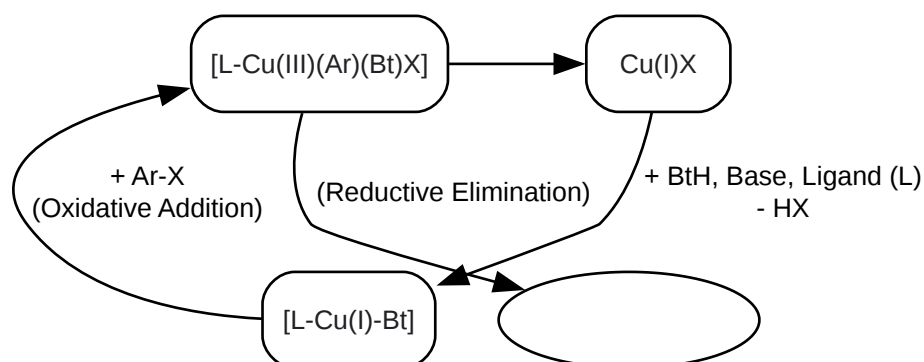 [L-Cu(III)(Ar)(Bt)X]
Cu(I)X
+ Ar-X
(Oxidative Addition)
(Reductive Elimination)
+ BtH, Base, Ligand (L)
- HX
[L-Cu(I)-Bt]